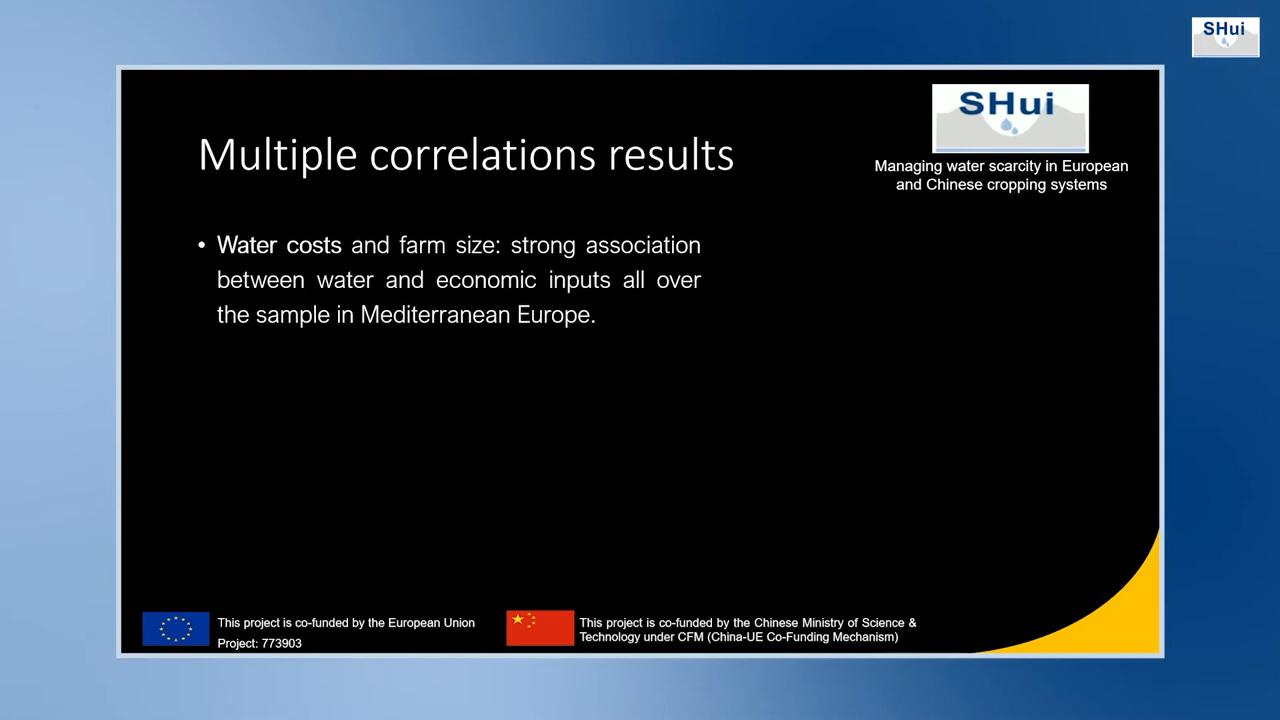 SHui
SHui
Managing water scarcity in European
and Chinese cropping systems
Multiple correlations results
• Water costs and farm size: strong association
between water and economic inputs all over
the sample in Mediterranean Europe.
This project is co-funded by the European Union
Project: 773903
This project is co-funded by the Chinese Ministry of Science &
Technology under CFM (China-UE Co-Funding Mechanism)